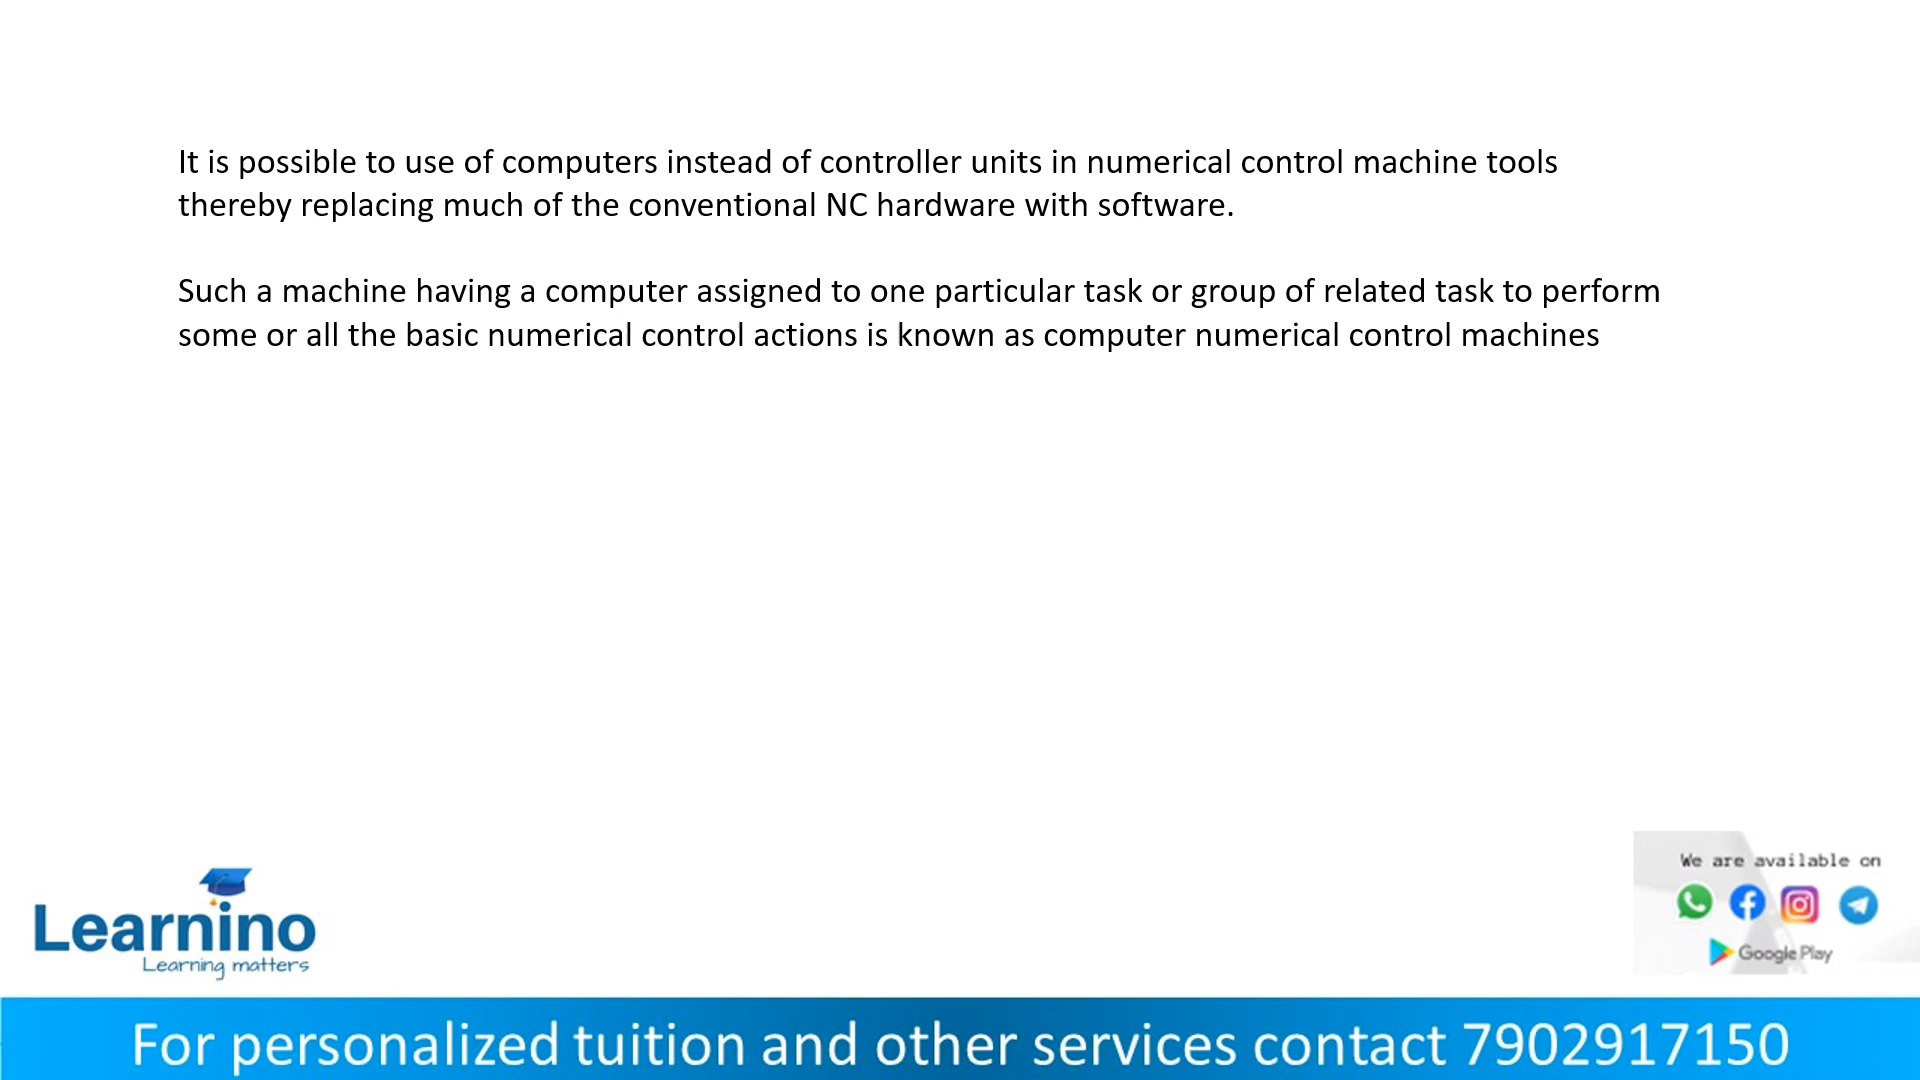 It is possible to use of computers instead of controller units in numerical control machine tools
thereby replacing much of the conventional NC hardware with software.
Such a machine having a computer assigned to one particular task or group of related task to perform
some or all the basic numerical control actions is known as computer numerical control machines
We are available on
Google Play
Learnino
Learning matters
For personalized tuition and other services contact 7902917150